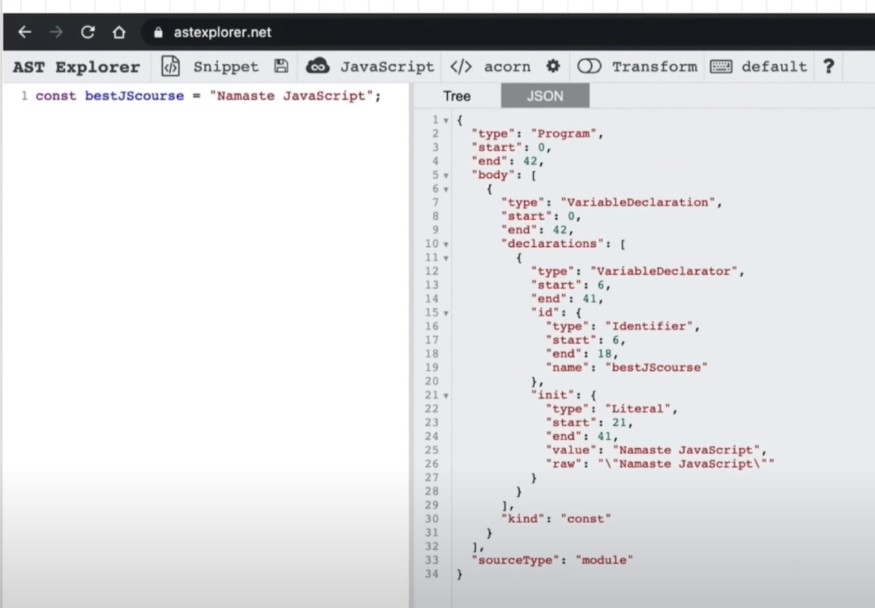 astexplorer.net
AST Explorer Snippet JavaScript </> acorn Transform default ?
1 const bestJScourse = "Namaste JavaScript";
Tree JSON
1 {
2 "type": "Program",
3 "start": 0,
4 "end": 42,
5 "body": [
6 {
7 "type": "VariableDeclaration",
8 "start": 0,
9 "end": 42,
10 "declarations": [
11 {
12 "type": "VariableDeclarator",
13 "start": 6,
14 "end": 41,
15 "id": {
16 "type": "Identifier",
17 "start": 6,
18 "end": 18,
19 "name": "bestJScourse"
20 },
21 "init": {
22 "type": "Literal",
23 "start": 21,
24 "end": 41,
25 "value": "Namaste JavaScript",
26 "raw": "\"Namaste JavaScript\""
27 }
28 }
29 ],
30 "kind": "const"
31 }
32 ],
33 "sourceType": "module"
34 }